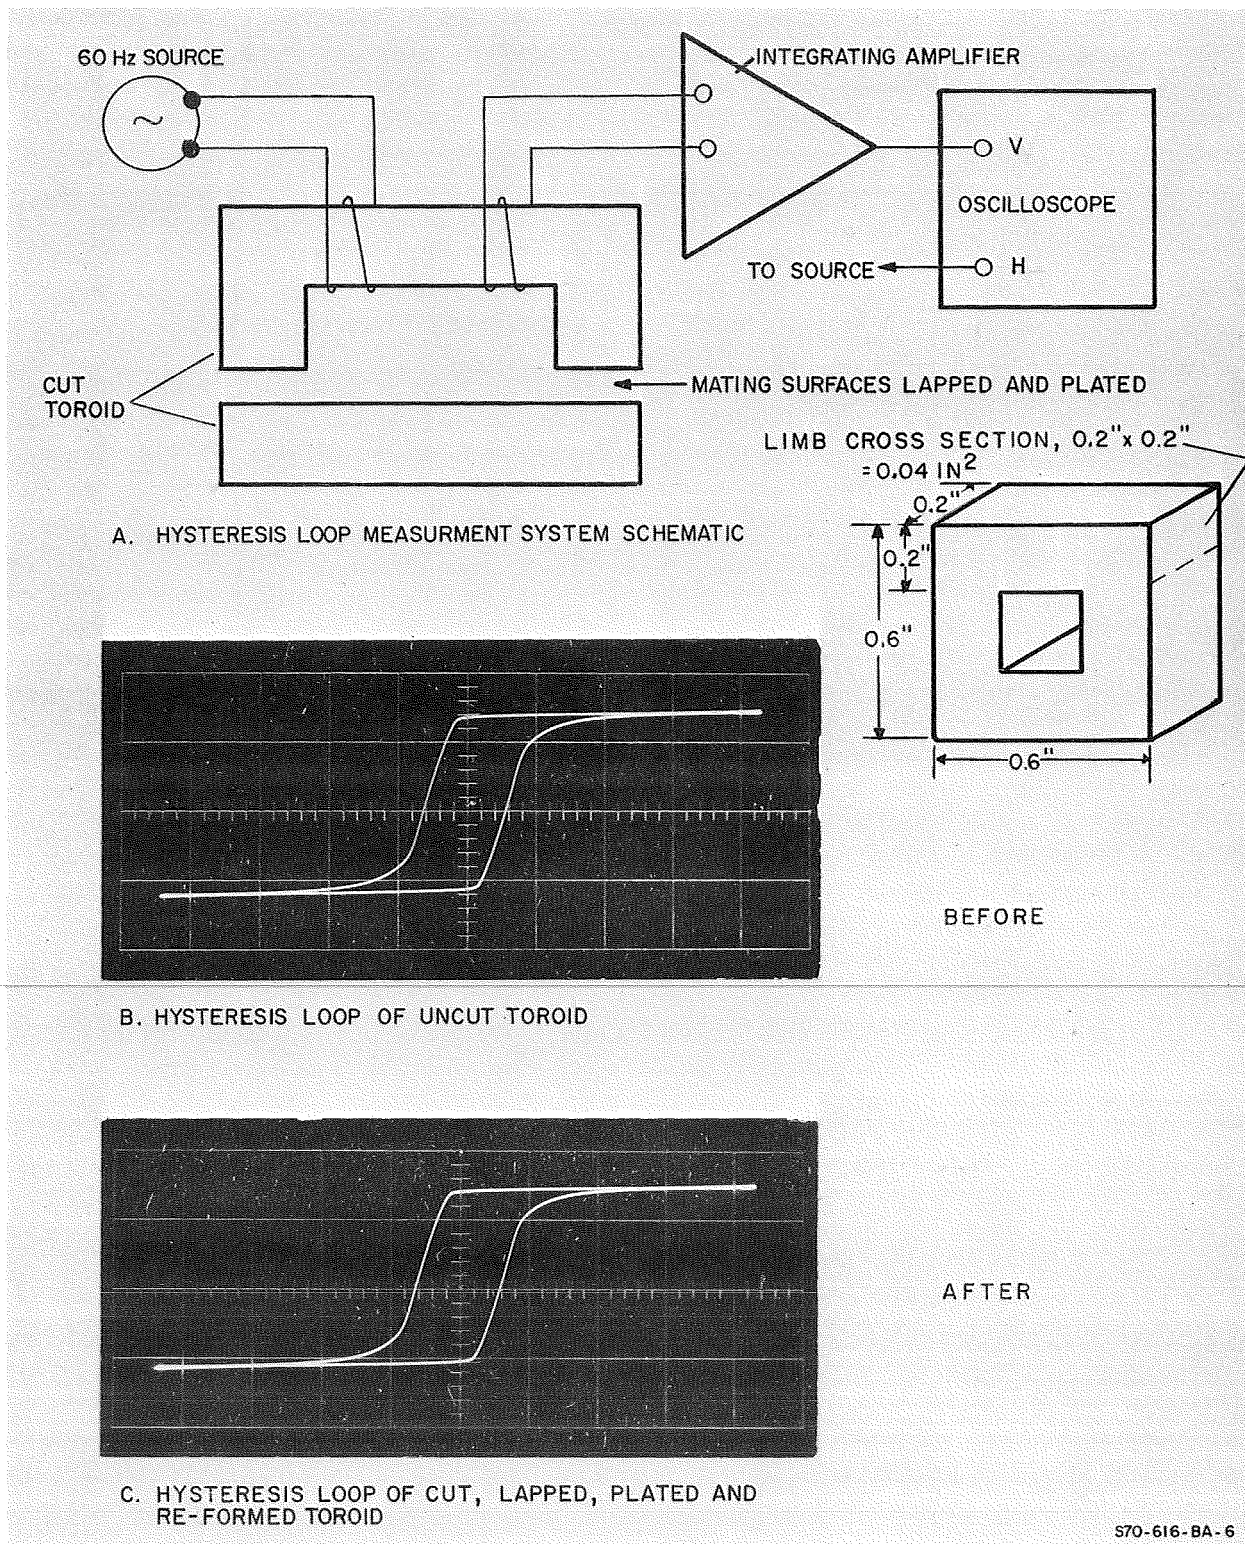 60 Hz SOURCE
INTEGRATING AMPLIFIER
V
OSCILLOSCOPE
TO SOURCE
H
CUT
TOROID
MATING SURFACES LAPPED AND PLATED
LIMB CROSS SECTION, 0.2" x 0.2"
= 0.04 IN2
0.2"
0.2"
0.6"
0.6"
A. HYSTERESIS LOOP MEASURMENT SYSTEM SCHEMATIC
BEFORE
B. HYSTERESIS LOOP OF UNCUT TOROID
AFTER
C. HYSTERESIS LOOP OF CUT, LAPPED, PLATED AND
RE-FORMED TOROID
S70-616-BA-6